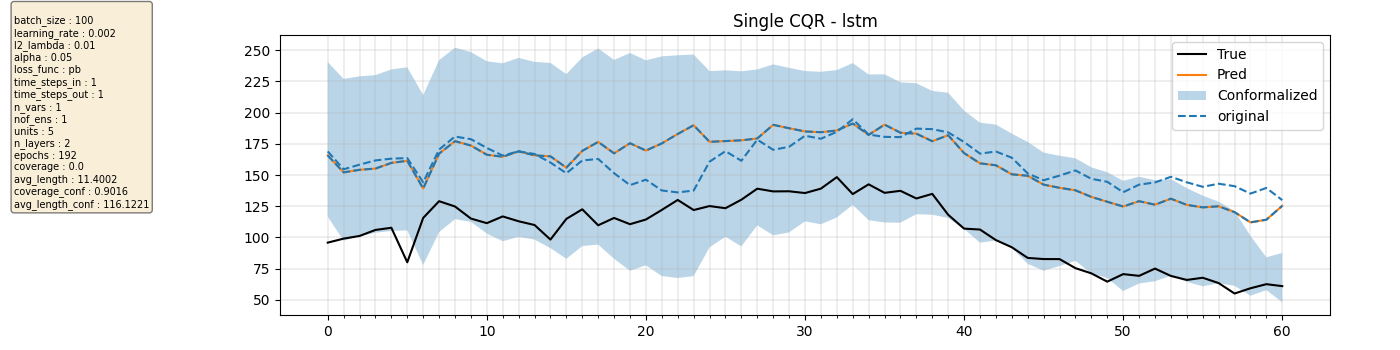 Single CQR - lstm
batch_size : 100
learning_rate : 0.002
l2_lambda : 0.01
alpha : 0.05
loss_func : pb
time_steps_in : 1
time_steps_out : 1
n_vars : 1
nof_ens : 1
units : 5
n_layers : 2
epochs : 192
coverage : 0.0
avg_length : 11.4002
coverage_conf : 0.9016
avg_length_conf : 116.1221
250
225
200
175
150
125
100
75
50
True
Pred
Conformalized
original
0 10 20 30 40 50 60